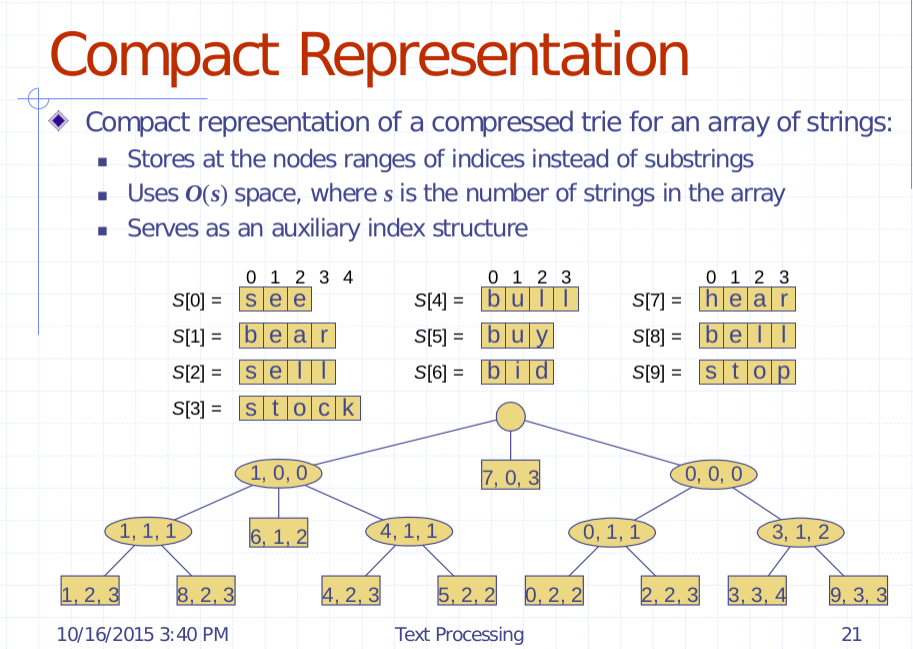 Compact Representation
Compact representation of a compressed trie for an array of strings:
Stores at the nodes ranges of indices instead of substrings
Uses O(s) space, where s is the number of strings in the array
Serves as an auxiliary index structure
0 1 2 3 4
0 1 2 3
0 1 2 3
S[0] = s e e
S[4] = b u l l
S[7] = h e a r
S[1] = b e a r
S[5] = b u y
S[8] = b e l l
S[2] = s e l l
S[6] = b i d
S[9] = s t o p
S[3] = s t o c k
1, 0, 0
7, 0, 3
0, 0, 0
1, 1, 1
6, 1, 2
4, 1, 1
0, 1, 1
3, 1, 2
1, 2, 3
8, 2, 3
4, 2, 3
5, 2, 2
0, 2, 2
2, 2, 3
3, 3, 4
9, 3, 3
10/16/2015 3:40 PM
Text Processing
21